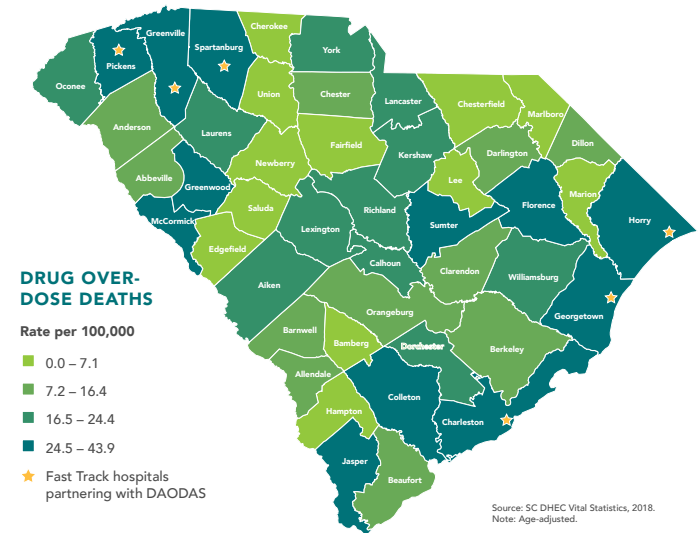 Cherokee
Greenville
Spartanburg
York
Pickens
Oconee
Union
Chester
Lancaster
Chesterfield
Marlboro
Anderson
Laurens
Fairfield
Kershaw
Darlington
Dillon
Abbeville
Greenwood
Newberry
Lee
Florence
Marion
Horry
McCormick
Saluda
Richland
Sumter
Lexington
Edgefield
Calhoun
Clarendon
Williamsburg
Aiken
Georgetown
Orangeburg
Barnwell
Bamberg
Dorchester
Berkeley
Allendale
Colleton
Hampton
Charleston
Jasper
Beaufort
DRUG OVER-
DOSE DEATHS
Rate per 100,000
0.0 – 7.1
7.2 – 16.4
16.5 – 24.4
24.5 – 43.9
Fast Track hospitals
partnering with DAODAS
Source: SC DHEC Vital Statistics, 2018.
Note: Age-adjusted.